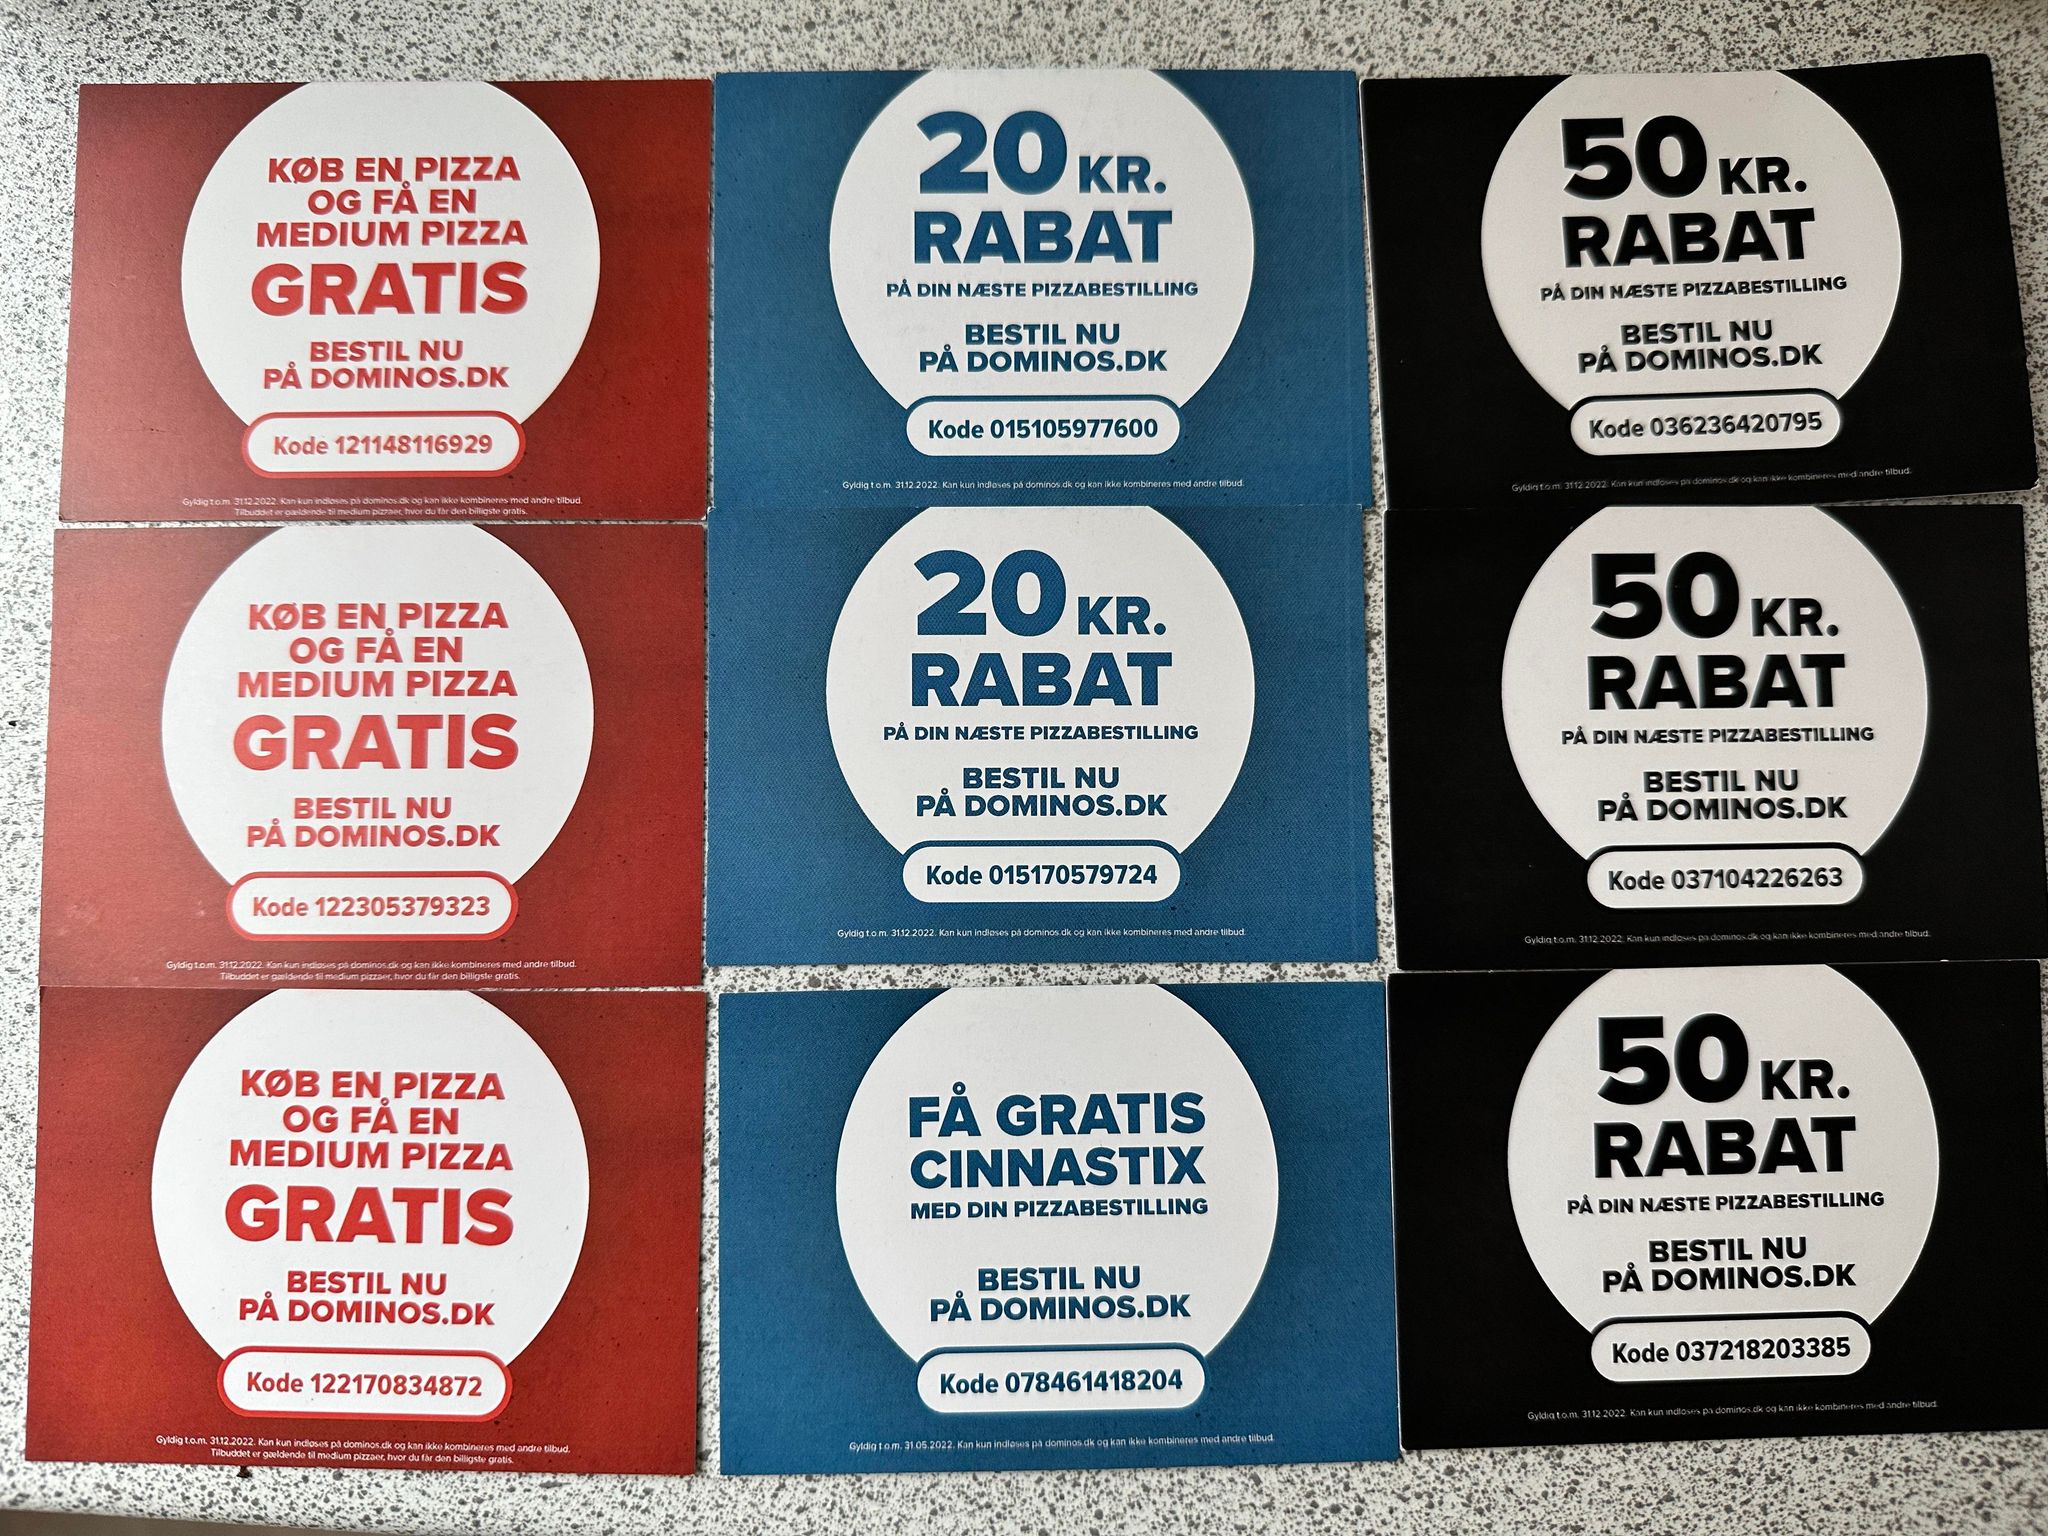 KØB EN PIZZA
OG FÅ EN
MEDIUM PIZZA
GRATIS
BESTIL NU
PÅ DOMINOS.DK
Kode 121148116929
Gyldig t.o.m. 31.12.2022. Kan kun indløses på dominos.dk og kan ikke kombineres med andre tilbud.
Tilbuddet er gældende til medium pizzaer, hvor du får den billigste gratis.
20 KR.
RABAT
PÅ DIN NÆSTE PIZZABESTILLING
BESTIL NU
PÅ DOMINOS.DK
Kode 015105977600
Gyldig t.o.m. 31.12.2022. Kan kun indløses på dominos.dk og kan ikke kombineres med andre tilbud.
50 KR.
RABAT
PÅ DIN NÆSTE PIZZABESTILLING
BESTIL NU
PÅ DOMINOS.DK
Kode 036236420795
Gyldig t.o.m. 31.12.2022. Kan kun indløses på dominos.dk og kan ikke kombineres med andre tilbud.
KØB EN PIZZA
OG FÅ EN
MEDIUM PIZZA
GRATIS
BESTIL NU
PÅ DOMINOS.DK
Kode 122305379323
Gyldig t.o.m. 31.12.2022. Kan kun indløses på dominos.dk og kan ikke kombineres med andre tilbud.
Tilbuddet er gældende til medium pizzaer, hvor du får den billigste gratis.
20 KR.
RABAT
PÅ DIN NÆSTE PIZZABESTILLING
BESTIL NU
PÅ DOMINOS.DK
Kode 015170579724
Gyldig t.o.m. 31.12.2022. Kan kun indløses på dominos.dk og kan ikke kombineres med andre tilbud.
50 KR.
RABAT
PÅ DIN NÆSTE PIZZABESTILLING
BESTIL NU
PÅ DOMINOS.DK
Kode 037104226263
Gyldig t.o.m. 31.12.2022. Kan kun indløses på dominos.dk og kan ikke kombineres med andre tilbud.
KØB EN PIZZA
OG FÅ EN
MEDIUM PIZZA
GRATIS
BESTIL NU
PÅ DOMINOS.DK
Kode 122170834872
Gyldig t.o.m. 31.12.2022. Kan kun indløses på dominos.dk og kan ikke kombineres med andre tilbud.
Tilbuddet er gældende til medium pizzaer, hvor du får den billigste gratis.
FÅ GRATIS
CINNASTIX
MED DIN PIZZABESTILLING
BESTIL NU
PÅ DOMINOS.DK
Kode 078461418204
Gyldig t.o.m. 31.05.2022. Kan kun indløses på dominos.dk og kan ikke kombineres med andre tilbud.
50 KR.
RABAT
PÅ DIN NÆSTE PIZZABESTILLING
BESTIL NU
PÅ DOMINOS.DK
Kode 037218203385
Gyldig t.o.m. 31.12.2022. Kan kun indløses på dominos.dk og kan ikke kombineres med andre tilbud.